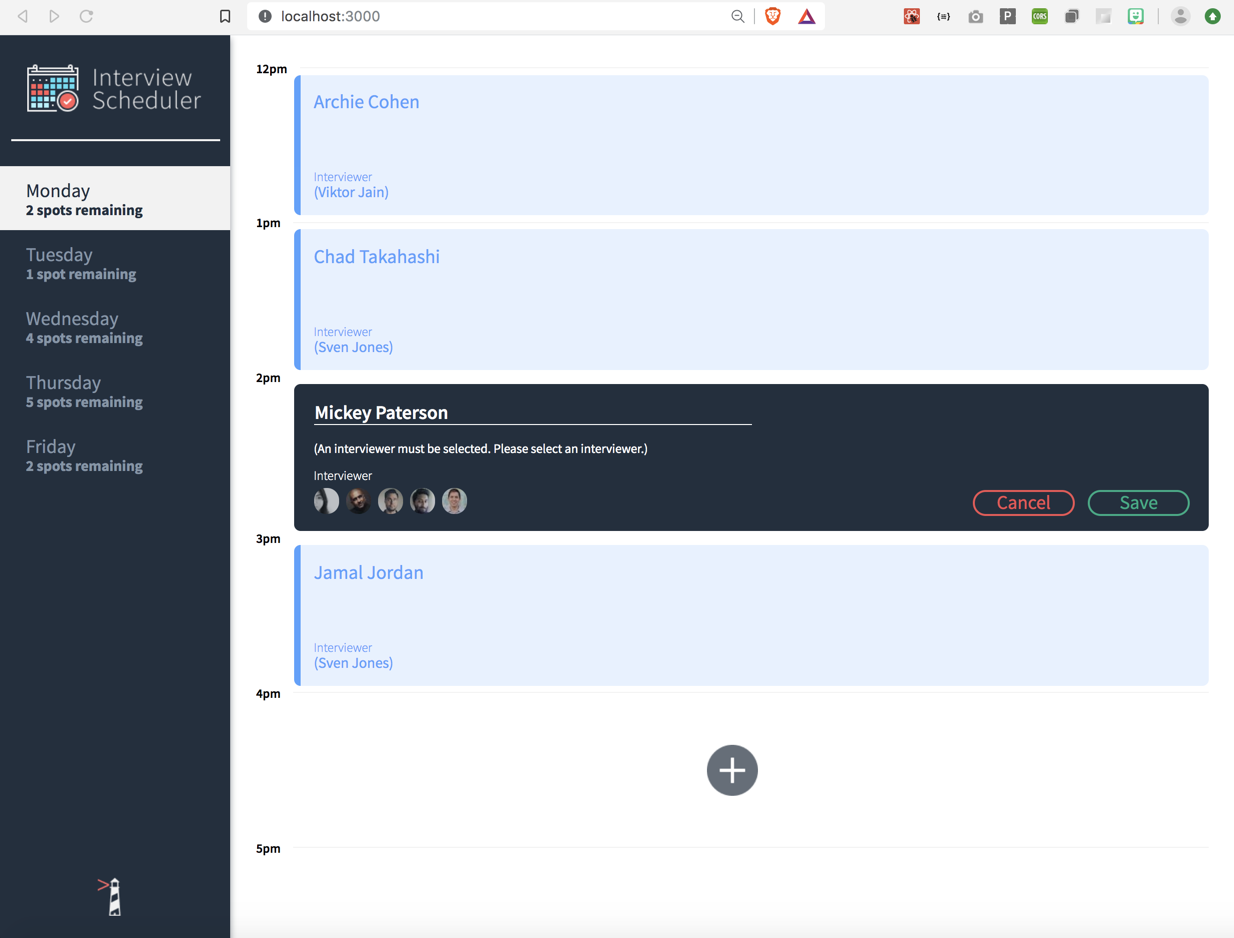 localhost:3000
P
CORS
Interview
Scheduler
Monday
2 spots remaining
Tuesday
1 spot remaining
Wednesday
4 spots remaining
Thursday
5 spots remaining
Friday
2 spots remaining
12pm
Archie Cohen
Interviewer
(Viktor Jain)
1pm
Chad Takahashi
Interviewer
(Sven Jones)
2pm
Mickey Paterson
(An interviewer must be selected. Please select an interviewer.)
Interviewer
Cancel Save
3pm
Jamal Jordan
Interviewer
(Sven Jones)
4pm
5pm